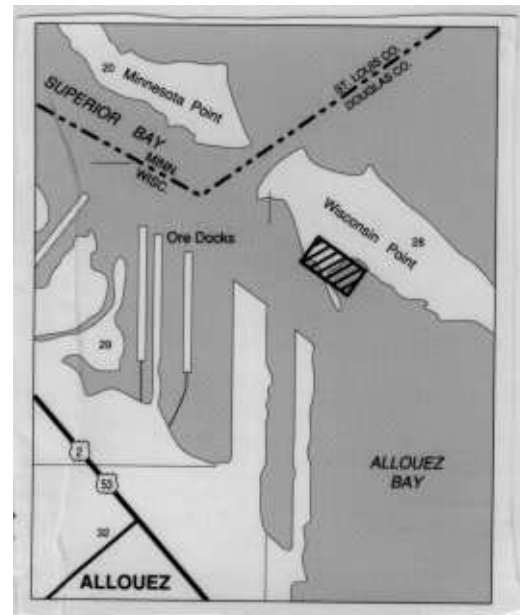 20 Minnesota Point
ST. LOUIS CO.
DOUGLAS CO.
SUPERIOR BAY
MINN.
WISC.
Wisconsin Point
28
Ore Docks
29
2
53
ALLOUEZ
BAY
32
ALLOUEZ